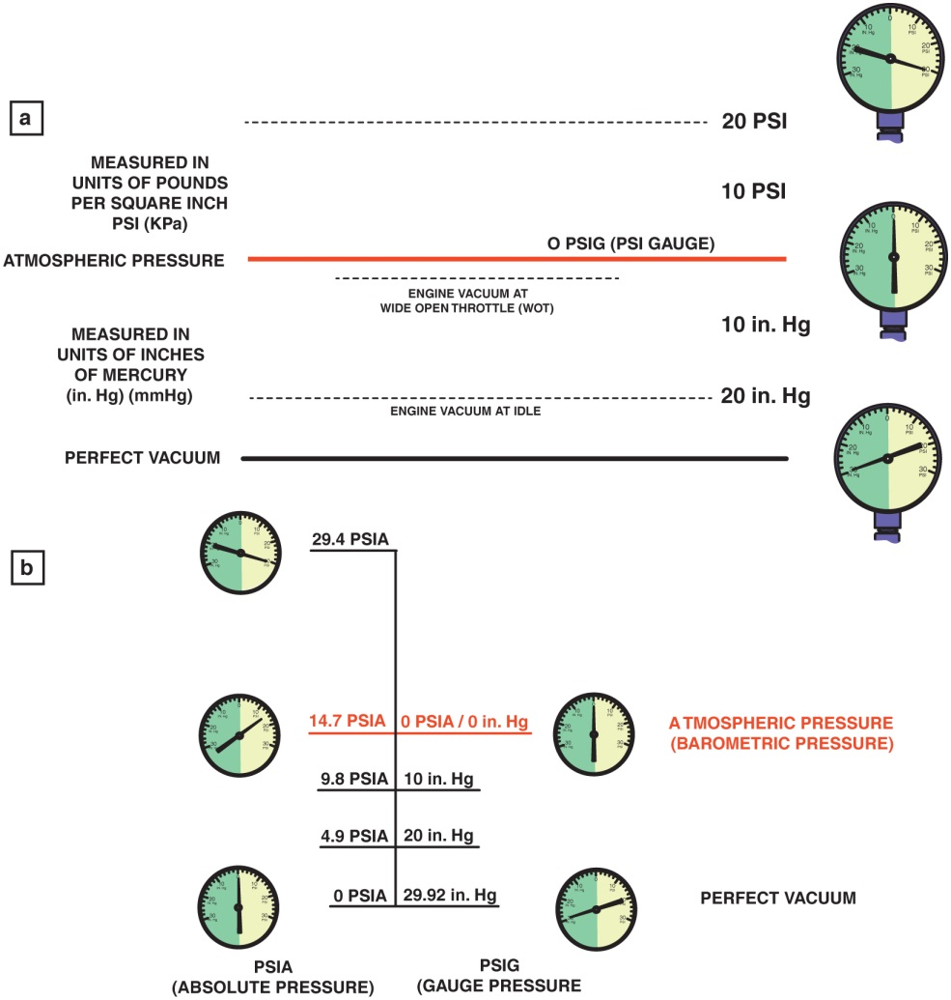 a
20 PSI
MEASURED IN
UNITS OF POUNDS
PER SQUARE INCH
PSI (KPa)
10 PSI
O PSIG (PSI GAUGE)
ATMOSPHERIC PRESSURE
ENGINE VACUUM AT
WIDE OPEN THROTTLE (WOT)
10 in. Hg
MEASURED IN
UNITS OF INCHES
OF MERCURY
(in. Hg) (mmHg)
20 in. Hg
ENGINE VACUUM AT IDLE
PERFECT VACUUM
b
29.4 PSIA
14.7 PSIA 0 PSIA / 0 in. Hg
ATMOSPHERIC PRESSURE
(BAROMETRIC PRESSURE)
9.8 PSIA 10 in. Hg
4.9 PSIA 20 in. Hg
0 PSIA 29.92 in. Hg
PERFECT VACUUM
PSIA
(ABSOLUTE PRESSURE)
PSIG
(GAUGE PRESSURE